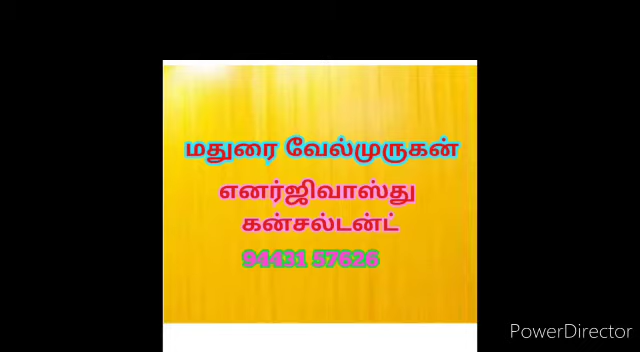 மதுரை வேல்முருகன்
எனர்ஜிவாஸ்து
கன்சல்டன்ட்
94431 57626
PowerDirector